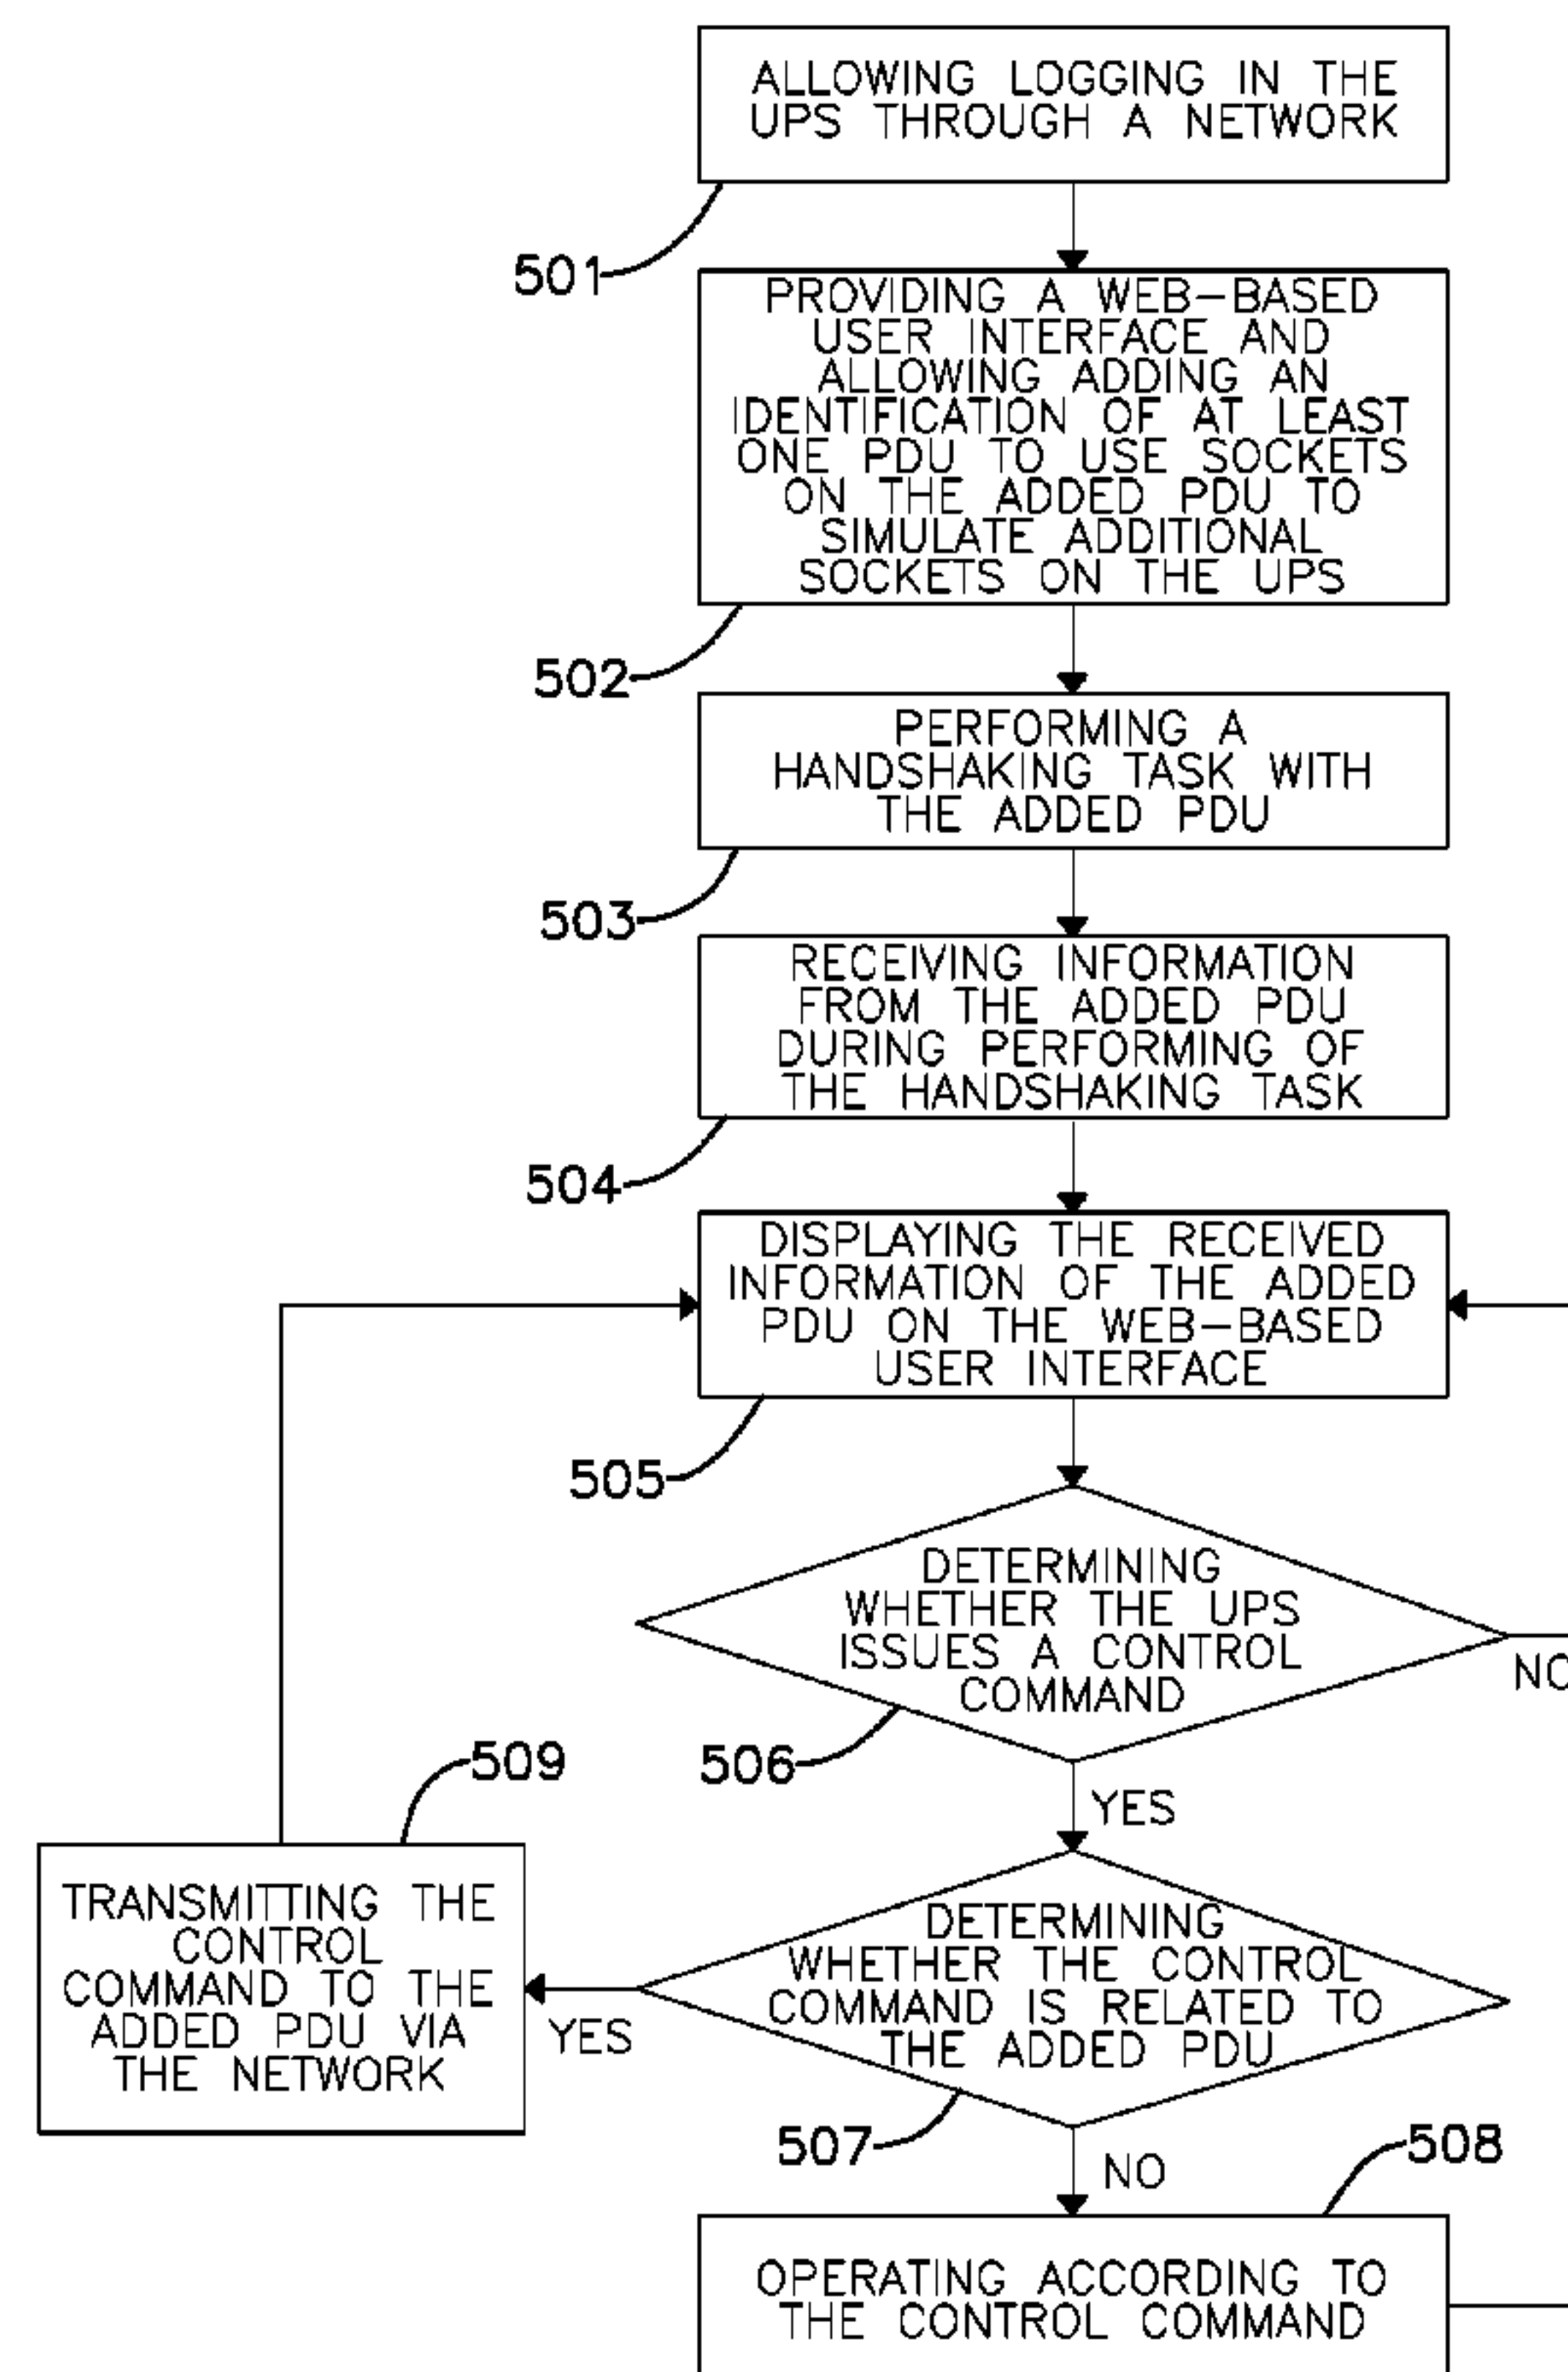 ALLOWING LOGGING IN THE
UPS THROUGH A NETWORK
501
PROVIDING A WEB-BASED
USER INTERFACE AND
ALLOWING ADDING AN
IDENTIFICATION OF AT LEAST
ONE PDU TO USE SOCKETS
ON THE ADDED PDU TO
SIMULATE ADDITIONAL
SOCKETS ON THE UPS
502
PERFORMING A
HANDSHAKING TASK WITH
THE ADDED PDU
503
RECEIVING INFORMATION
FROM THE ADDED PDU
DURING PERFORMING OF
THE HANDSHAKING TASK
504
DISPLAYING THE RECEIVED
INFORMATION OF THE ADDED
PDU ON THE WEB-BASED
USER INTERFACE
505
DETERMINING
WHETHER THE UPS
ISSUES A CONTROL
COMMAND
NO
506
YES
509
TRANSMITTING THE
CONTROL
COMMAND TO THE
ADDED PDU VIA
THE NETWORK
YES
DETERMINING
WHETHER THE CONTROL
COMMAND IS RELATED TO
THE ADDED PDU
507
NO
508
OPERATING ACCORDING TO
THE CONTROL COMMAND